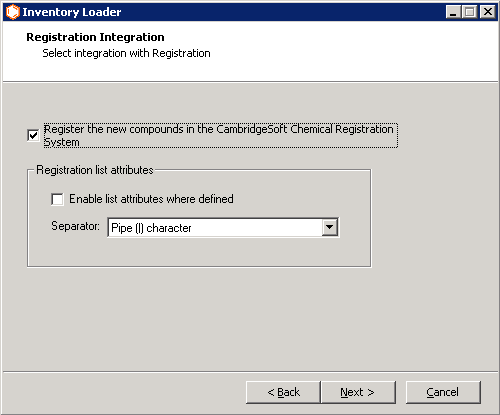 Inventory Loader
Registration Integration
Select integration with Registration
Register the new compounds in the CambridgeSoft Chemical Registration
System
Registration list attributes
Enable list attributes where defined
Separator: Pipe (|) character
< Back Next > Cancel